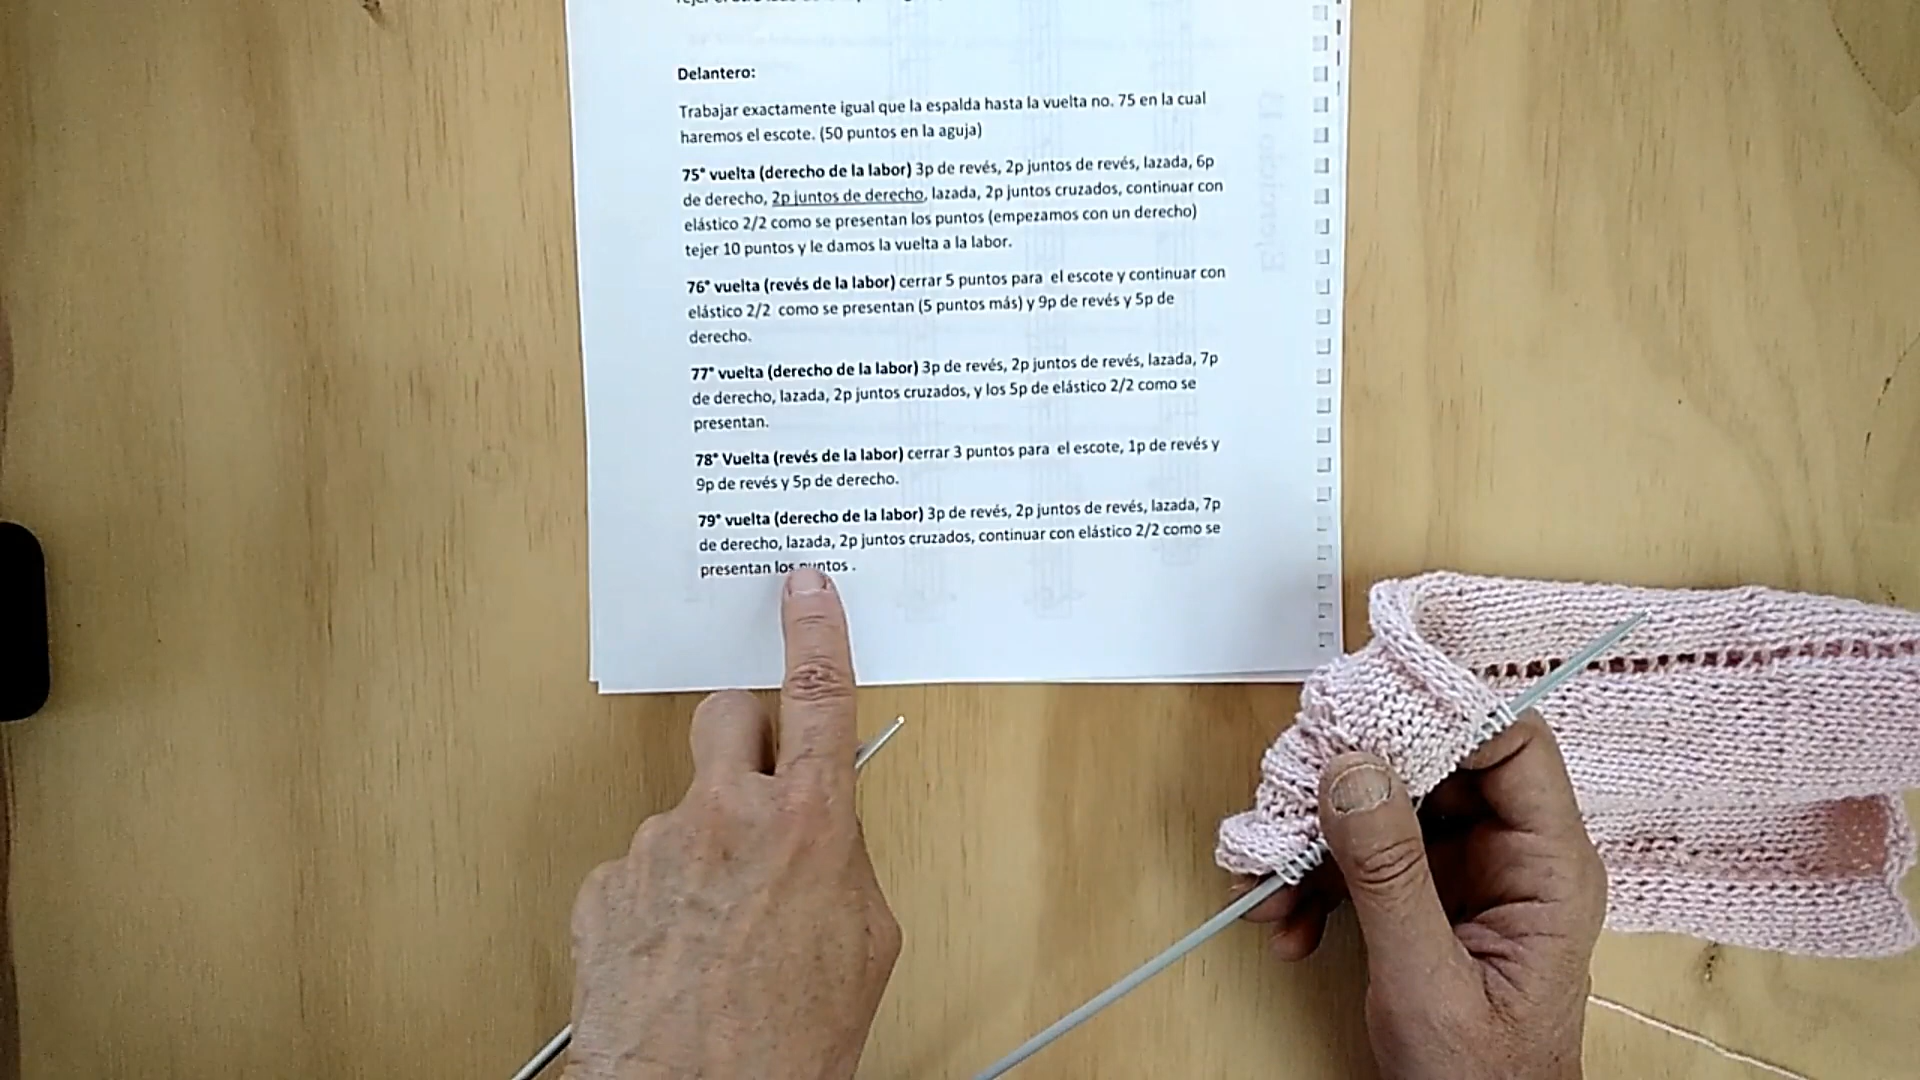 Delantero:
Trabajar exactamente igual que la espalda hasta la vuelta no. 75 en la cual
haremos el escote. (50 puntos en la aguja)
75° vuelta (derecho de la labor) 3p de revés, 2p juntos de revés, lazada, 6p
de derecho, 2p juntos de derecho, lazada, 2p juntos cruzados, continuar con
elástico 2/2 como se presentan los puntos (empezamos con un derecho)
tejer 10 puntos y le damos la vuelta a la labor.
76° vuelta (revés de la labor) cerrar 5 puntos para el escote y continuar con
elástico 2/2 como se presentan (5 puntos más) y 9p de revés y 5p de
derecho.
77° vuelta (derecho de la labor) 3p de revés, 2p juntos de revés, lazada, 7p
de derecho, lazada, 2p juntos cruzados, y los 5p de elástico 2/2 como se
presentan.
78° Vuelta (revés de la labor) cerrar 3 puntos para el escote, 1p de revés y
9p de revés y 5p de derecho.
79° vuelta (derecho de la labor) 3p de revés, 2p juntos de revés, lazada, 7p
de derecho, lazada, 2p juntos cruzados, continuar con elástico 2/2 como se
presentan los puntos .